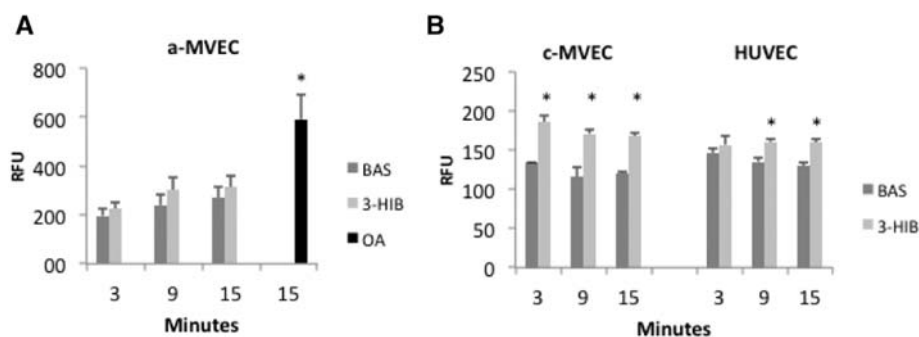 A
a-MVEC
800
600
400
200
00
RFU
*
3 9 15 15
Minutes
BAS
3-HIB
OA
B
c-MVEC HUVEC
250
200
150
100
50
0
RFU
* * * * *
3 9 15 3 9 15
Minutes
BAS
3-HIB